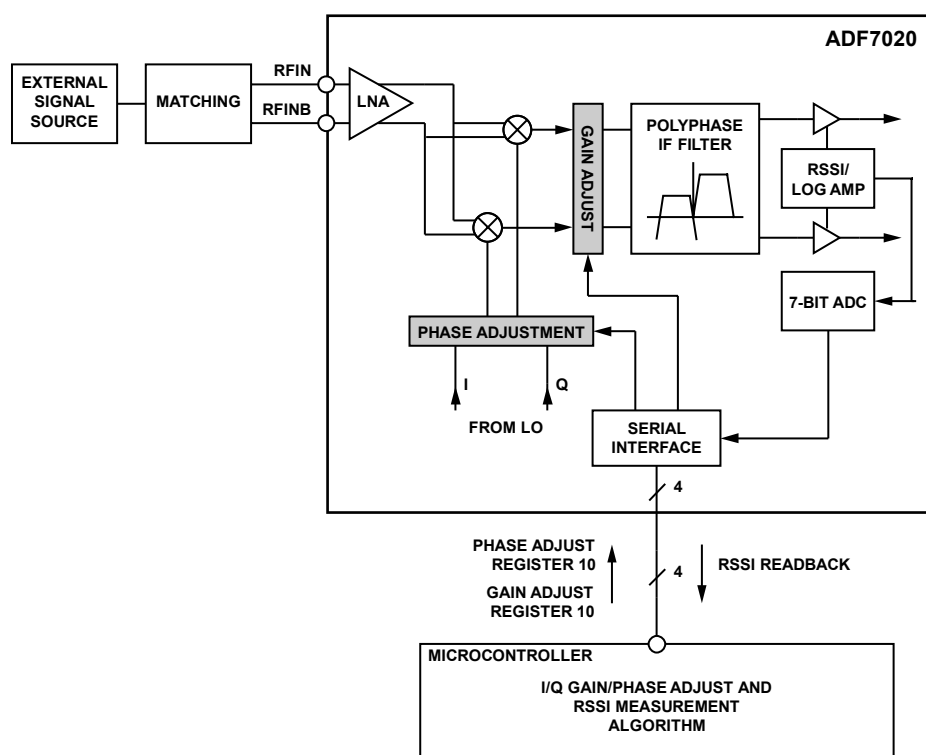 ADF7020
EXTERNAL
SIGNAL
SOURCE
MATCHING
RFIN
RFINB
LNA
GAIN ADJUST
POLYPHASE
IF FILTER
RSSI/
LOG AMP
7-BIT ADC
PHASE ADJUSTMENT
I
Q
FROM LO
SERIAL
INTERFACE
4
PHASE ADJUST
REGISTER 10
GAIN ADJUST
REGISTER 10
4
RSSI READBACK
MICROCONTROLLER
I/Q GAIN/PHASE ADJUST AND
RSSI MEASUREMENT
ALGORITHM